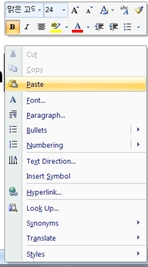 맑은 고딕 24 A A A
B I A
Cut
Copy
Paste
Font...
Paragraph...
Bullets
Numbering
Text Direction...
Insert Symbol
Hyperlink...
Look Up...
Synonyms
Translate
Styles